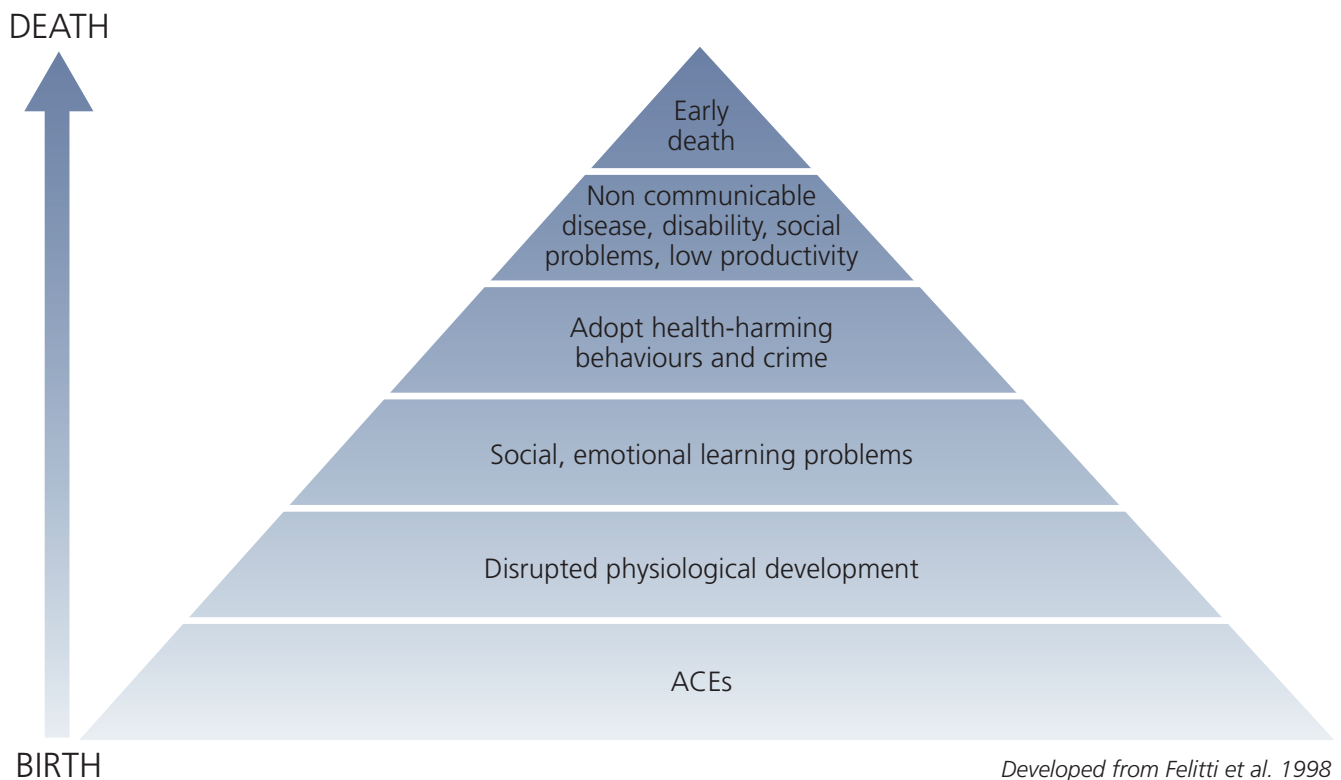 DEATH
Early
death
Non communicable
disease, disability, social
problems, low productivity
Adopt health-harming
behaviours and crime
Social, emotional learning problems
Disrupted physiological development
ACEs
BIRTH
Developed from Felitti et al. 1998